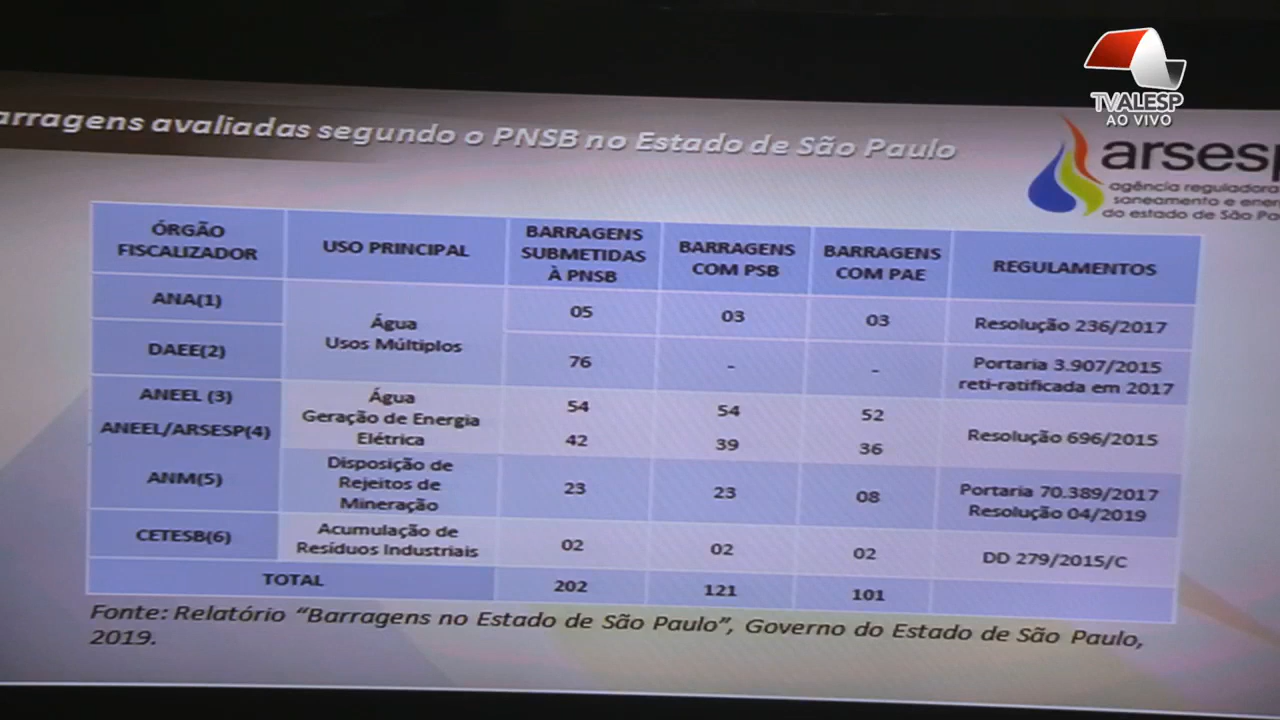 TVALESP
AO VIVO
arragens avaliadas segundo o PNSB no Estado de São Paulo
arsesp
agência reguladora
saneamento e ener
do estado de São Pa
ÓRGÃO
FISCALIZADOR
USO PRINCIPAL
BARRAGENS
SUBMETIDAS
À PNSB
BARRAGENS
COM PSB
BARRAGENS
COM PAE
REGULAMENTOS
ANA(1)
Água
Usos Múltiplos
05
03
03
Resolução 236/2017
DAEE(2)
76
-
-
Portaria 3.907/2015
reti-ratificada em 2017
ANEEL (3)
ANEEL/ARSESP(4)
Água
Geração de Energia
Elétrica
54
54
52
42
39
36
Resolução 696/2015
ANM(5)
Disposição de
Rejeitos de
Mineração
23
23
08
Portaria 70.389/2017
Resolução 04/2019
CETESB(6)
Acumulação de
Resíduos Industriais
02
02
02
DD 279/2015/C
TOTAL
202
121
101
Fonte: Relatório “Barragens no Estado de São Paulo”, Governo do Estado de São Paulo,
2019.